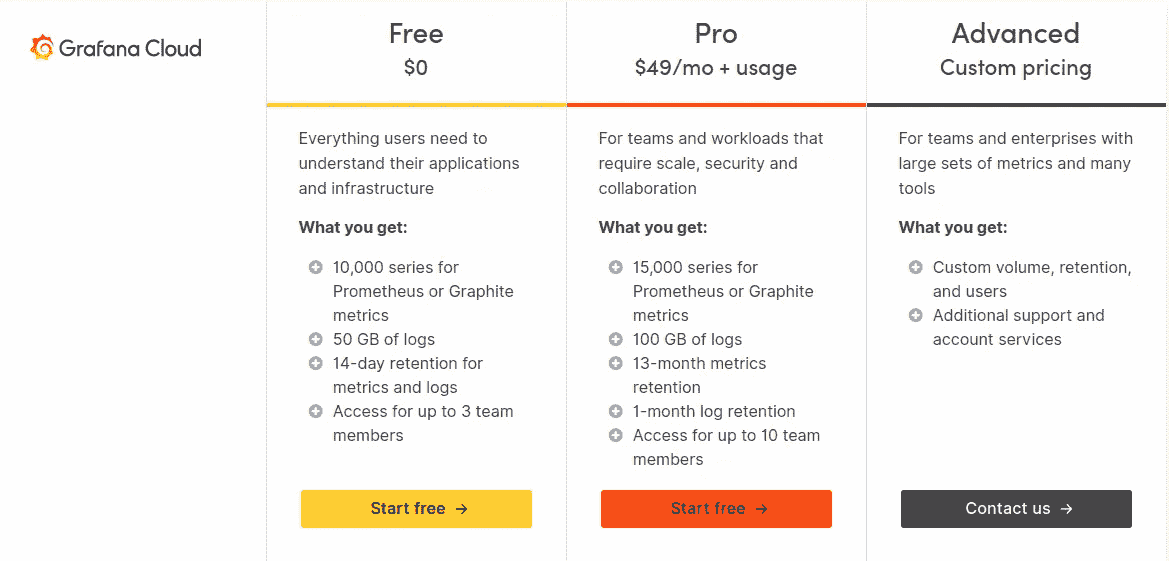 Grafana Cloud
Free
$0
Everything users need to
understand their applications
and infrastructure
What you get:
10,000 series for
Prometheus or Graphite
metrics
50 GB of logs
14-day retention for
metrics and logs
Access for up to 3 team
members
Start free →
Pro
$49/mo + usage
For teams and workloads that
require scale, security and
collaboration
What you get:
15,000 series for
Prometheus or Graphite
metrics
100 GB of logs
13-month metrics
retention
1-month log retention
Access for up to 10 team
members
Start free →
Advanced
Custom pricing
For teams and enterprises with
large sets of metrics and many
tools
What you get:
Custom volume, retention,
and users
Additional support and
account services
Contact us →